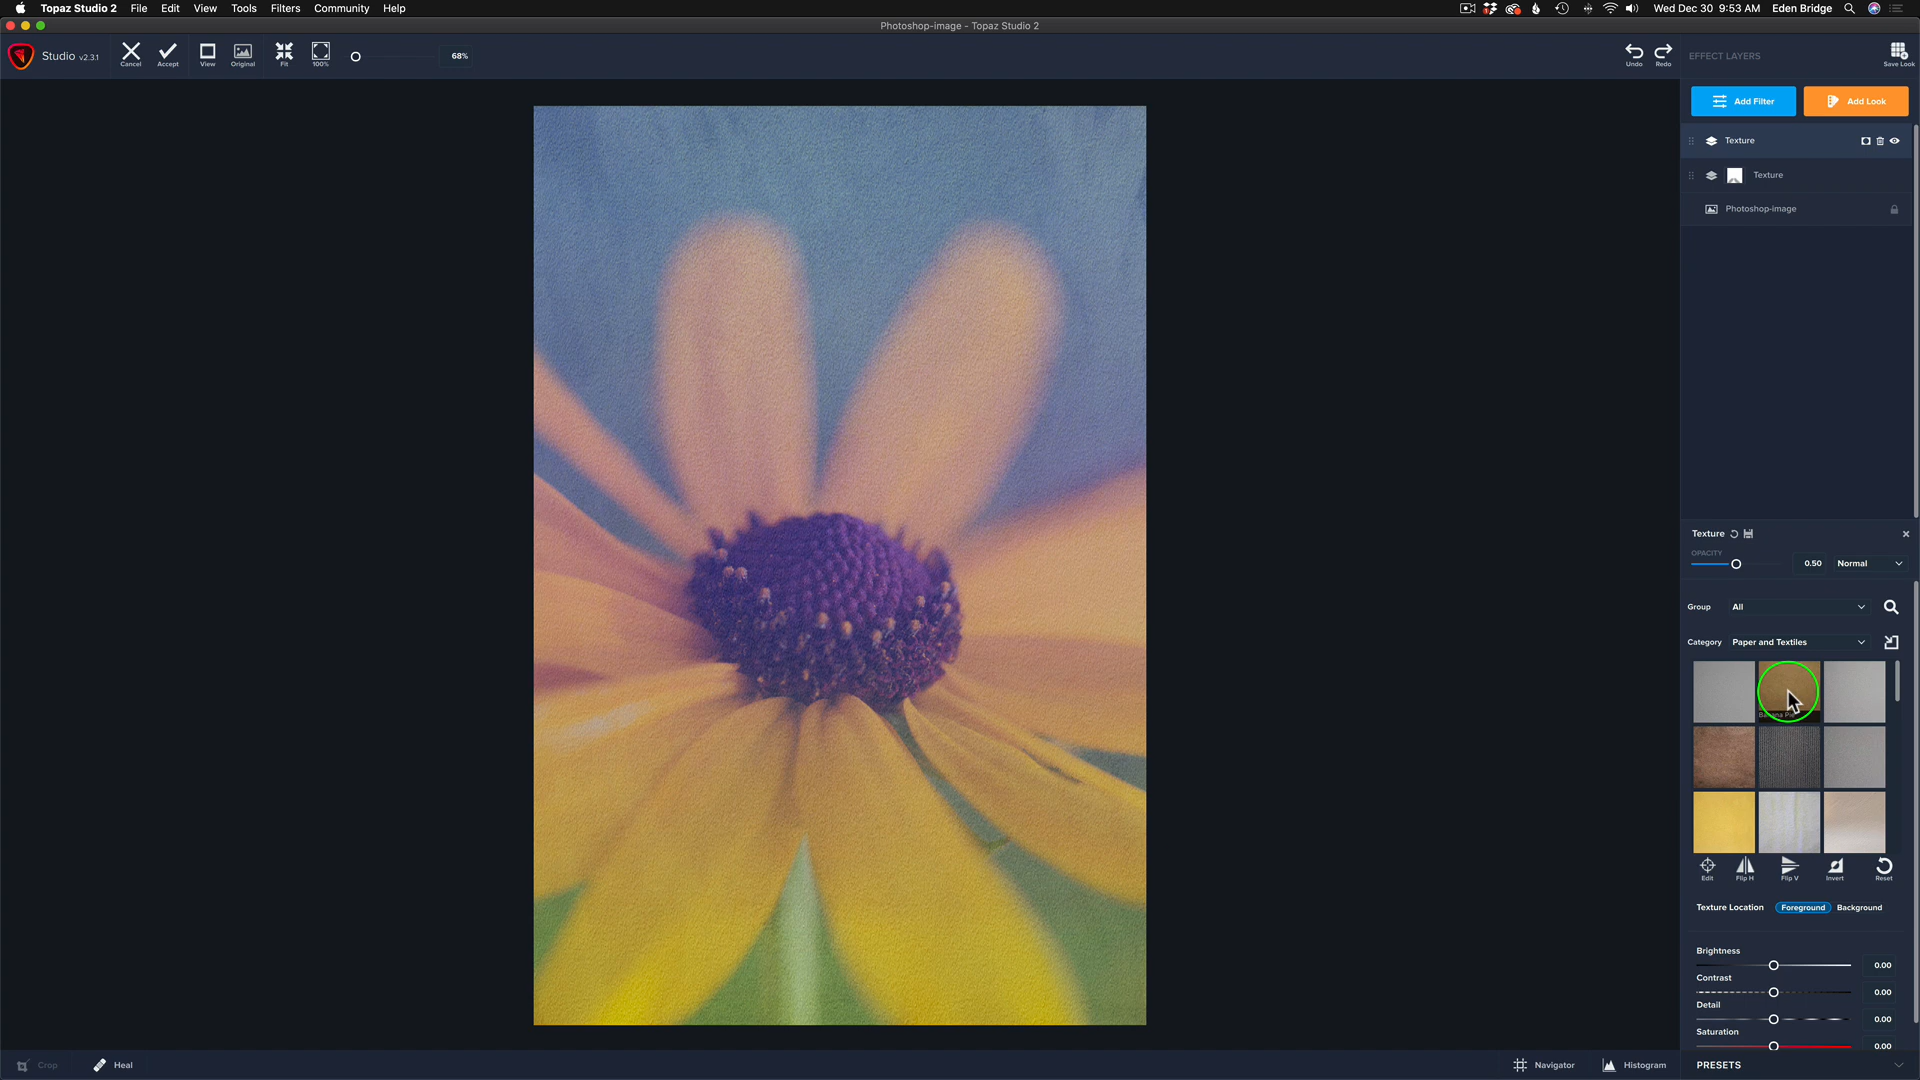 Topaz Studio 2 File Edit View Tools Filters Community Help
Wed Dec 30 9:53 AM Eden Bridge
Photoshop-image - Topaz Studio 2
Studio v2.3.1
Cancel Accept View Original Fit 100% 68%
Undo Redo
EFFECT LAYERS
Save Look
Add Filter Add Look
Texture
Texture
Photoshop-image
Texture
OPACITY
0.50 Normal
Group All
Category Paper and Textiles
Edit Flip H Flip V Invert Reset
Texture Location Foreground Background
Brightness
0.00
Contrast
0.00
Detail
0.00
Saturation
0.00
Crop Heal
Navigator Histogram
PRESETS